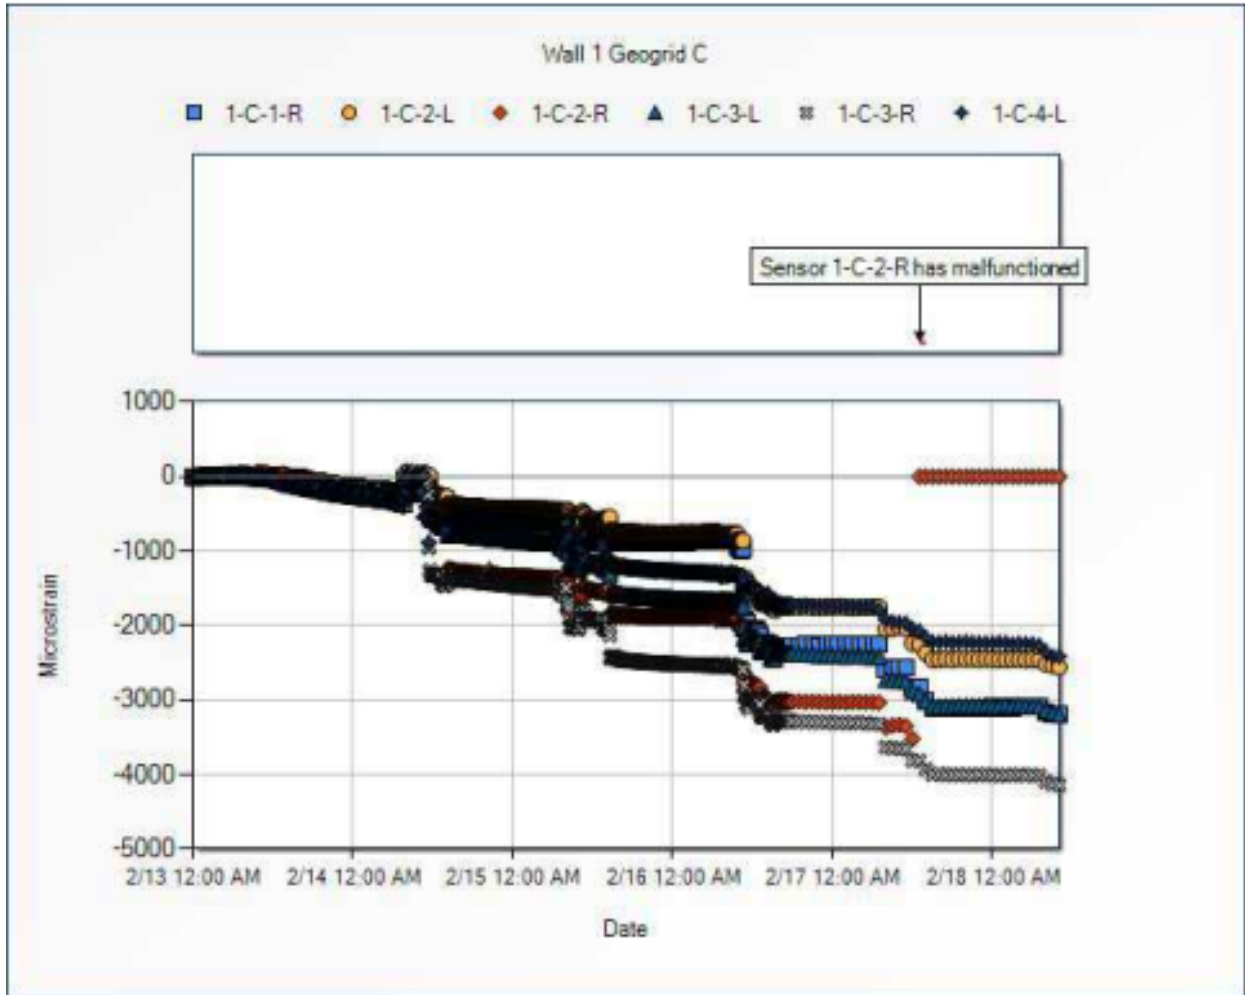 Wall 1 Geogrid C
1-C-1-R 1-C-2-L 1-C-2-R 1-C-3-L 1-C-3-R 1-C-4-L
Sensor 1-C-2-R has malfunctioned
1000
0
-1000
-2000
-3000
-4000
-5000
Microstrain
2/13 12:00 AM 2/14 12:00 AM 2/15 12:00 AM 2/16 12:00 AM 2/17 12:00 AM 2/18 12:00 AM
Date